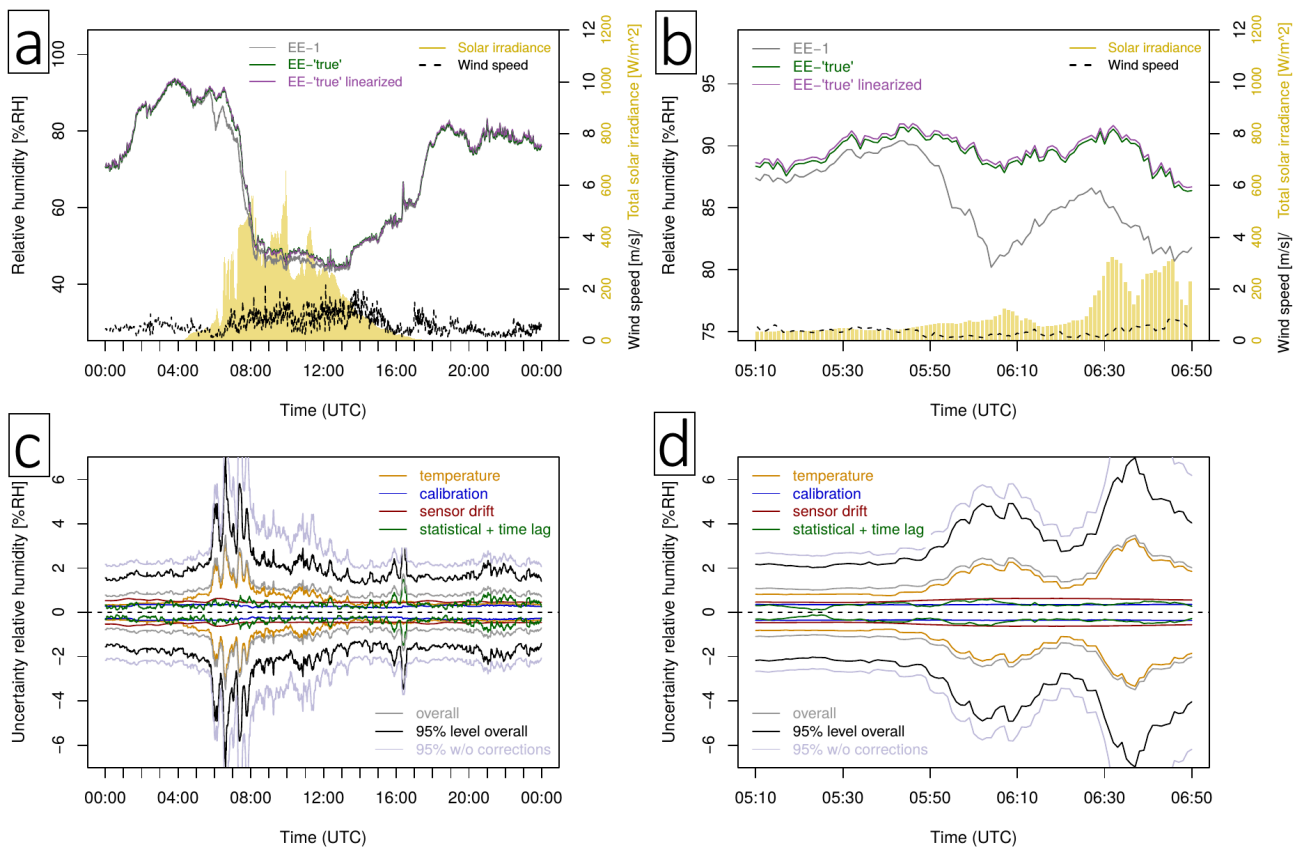 a
EE−1
EE−'true'
EE−'true' linearized
Solar irradiance
Wind speed
100
80
60
40
Relative humidity [%RH]
12
10
8
6
4
2
0
1200
1000
800
600
400
200
0
Wind speed [m/s]/ Total solar irradiance [W/m^2]
00:00 04:00 08:00 12:00 16:00 20:00 00:00
Time (UTC)
b
EE−1
EE−'true'
EE−'true' linearized
Solar irradiance
Wind speed
95
90
85
80
75
Relative humidity [%RH]
12
10
8
6
4
2
0
1200
1000
800
600
400
200
0
Wind speed [m/s]/ Total solar irradiance [W/m^2]
05:10 05:30 05:50 06:10 06:30 06:50
Time (UTC)
c
temperature
calibration
sensor drift
statistical + time lag
6
4
2
0
−2
−4
−6
Uncertainty relative humidity [%RH]
overall
95% level overall
95% w/o corrections
00:00 04:00 08:00 12:00 16:00 20:00 00:00
Time (UTC)
d
temperature
calibration
sensor drift
statistical + time lag
6
4
2
0
−2
−4
−6
Uncertainty relative humidity [%RH]
overall
95% level overall
95% w/o corrections
05:10 05:30 05:50 06:10 06:30 06:50
Time (UTC)